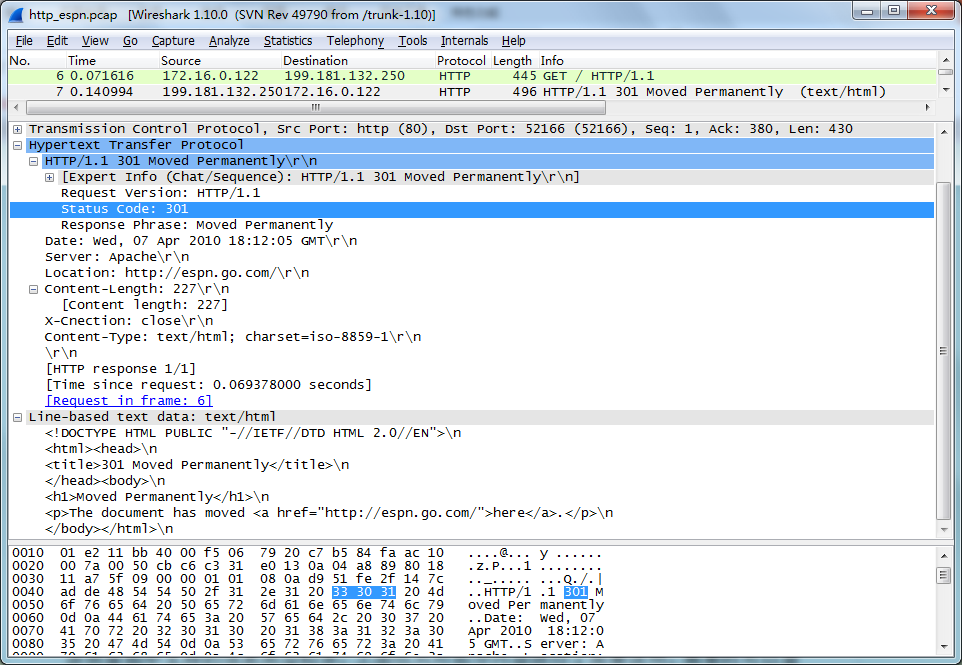 http_espn.pcap [Wireshark 1.10.0 (SVN Rev 49790 from /trunk-1.10)]
File Edit View Go Capture Analyze Statistics Telephony Tools Internals Help
No. Time Source Destination Protocol Length Info
6 0.071616 172.16.0.122 199.181.132.250 HTTP 445 GET / HTTP/1.1
7 0.140994 199.181.132.250 172.16.0.122 HTTP 496 HTTP/1.1 301 Moved Permanently (text/html)
Transmission Control Protocol, Src Port: http (80), Dst Port: 52166 (52166), Seq: 1, Ack: 380, Len: 430
Hypertext Transfer Protocol
HTTP/1.1 301 Moved Permanently\r\n
[Expert Info (Chat/Sequence): HTTP/1.1 301 Moved Permanently\r\n]
Request Version: HTTP/1.1
Status Code: 301
Response Phrase: Moved Permanently
Date: Wed, 07 Apr 2010 18:12:05 GMT\r\n
Server: Apache\r\n
Location: http://espn.go.com/\r\n
Content-Length: 227\r\n
[Content length: 227]
X-Cnection: close\r\n
Content-Type: text/html; charset=iso-8859-1\r\n
\r\n
[HTTP response 1/1]
[Time since request: 0.069378000 seconds]
[Request in frame: 6]
Line-based text data: text/html
<!DOCTYPE HTML PUBLIC "-//IETF//DTD HTML 2.0//EN">\n
<html><head>\n
<title>301 Moved Permanently</title>\n
</head><body>\n
<h1>Moved Permanently</h1>\n
<p>The document has moved <a href="http://espn.go.com/">here</a>.</p>\n
</body></html>\n
0010 01 e2 11 bb 40 00 f5 06 79 20 c7 b5 84 fa ac 10 ....@... y ......
0020 00 7a 00 50 cb c6 c3 31 e0 13 0a 04 a8 89 80 18 .z.P...1 ........
0030 11 a7 5f 09 00 00 01 01 08 0a d9 51 fe 2f 14 7c .._..... ...Q./.|
0040 ad de 48 54 54 50 2f 31 2e 31 20 33 30 31 20 4d ..HTTP/1 .1 301 M
0050 6f 76 65 64 20 50 65 72 6d 61 6e 65 6e 74 6c 79 oved Per manently
0060 0d 0a 44 61 74 65 3a 20 57 65 64 2c 20 30 37 20 ..Date: Wed, 07
0070 41 70 72 20 32 30 31 30 20 31 38 3a 31 32 3a 30 Apr 2010 18:12:0
0080 35 20 47 4d 54 0d 0a 53 65 72 76 65 72 3a 20 41 5 GMT..S erver: A